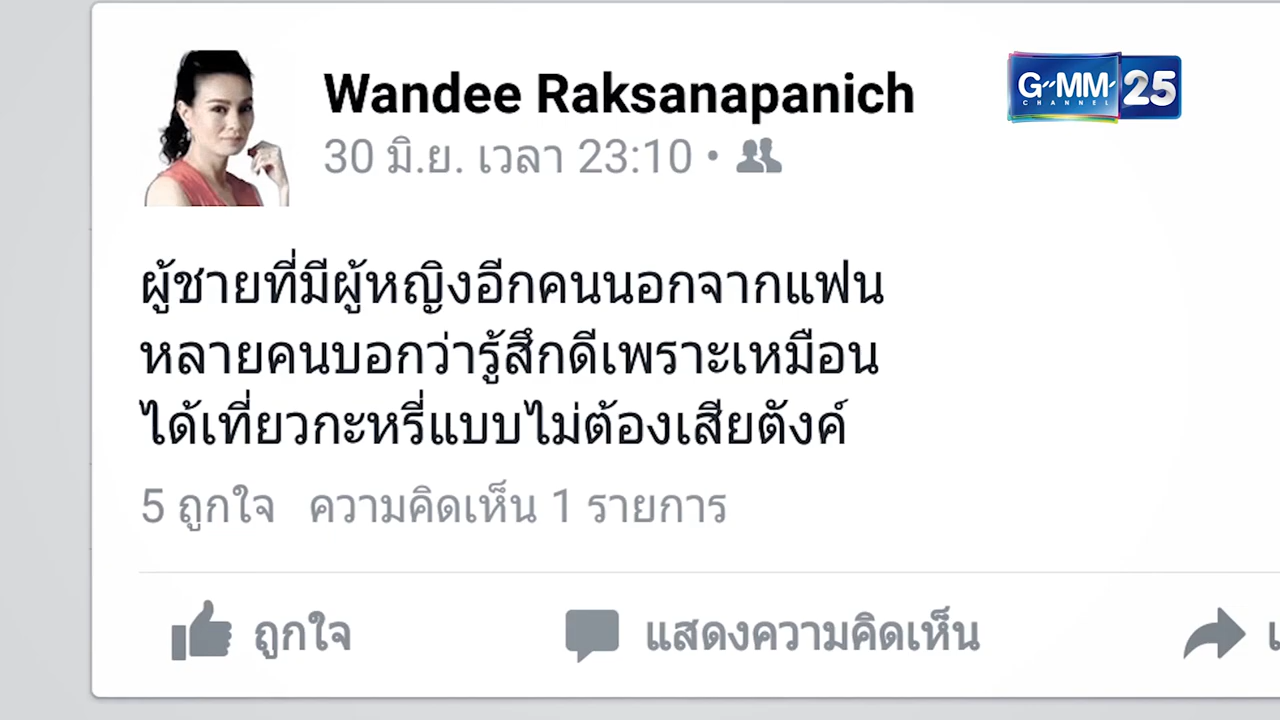 Wandee Raksanapanich
GMM 25
CHANNEL
30 มิ.ย. เวลา 23:10
ผู้ชายที่มีผู้หญิงอีกคนนอกจากแฟน
หลายคนบอกว่ารู้สึกดีเพราะเหมือน
ได้เที่ยวกะหรี่แบบไม่ต้องเสียตังค์
5 ถูกใจ ความคิดเห็น 1 รายการ
ถูกใจ แสดงความคิดเห็น